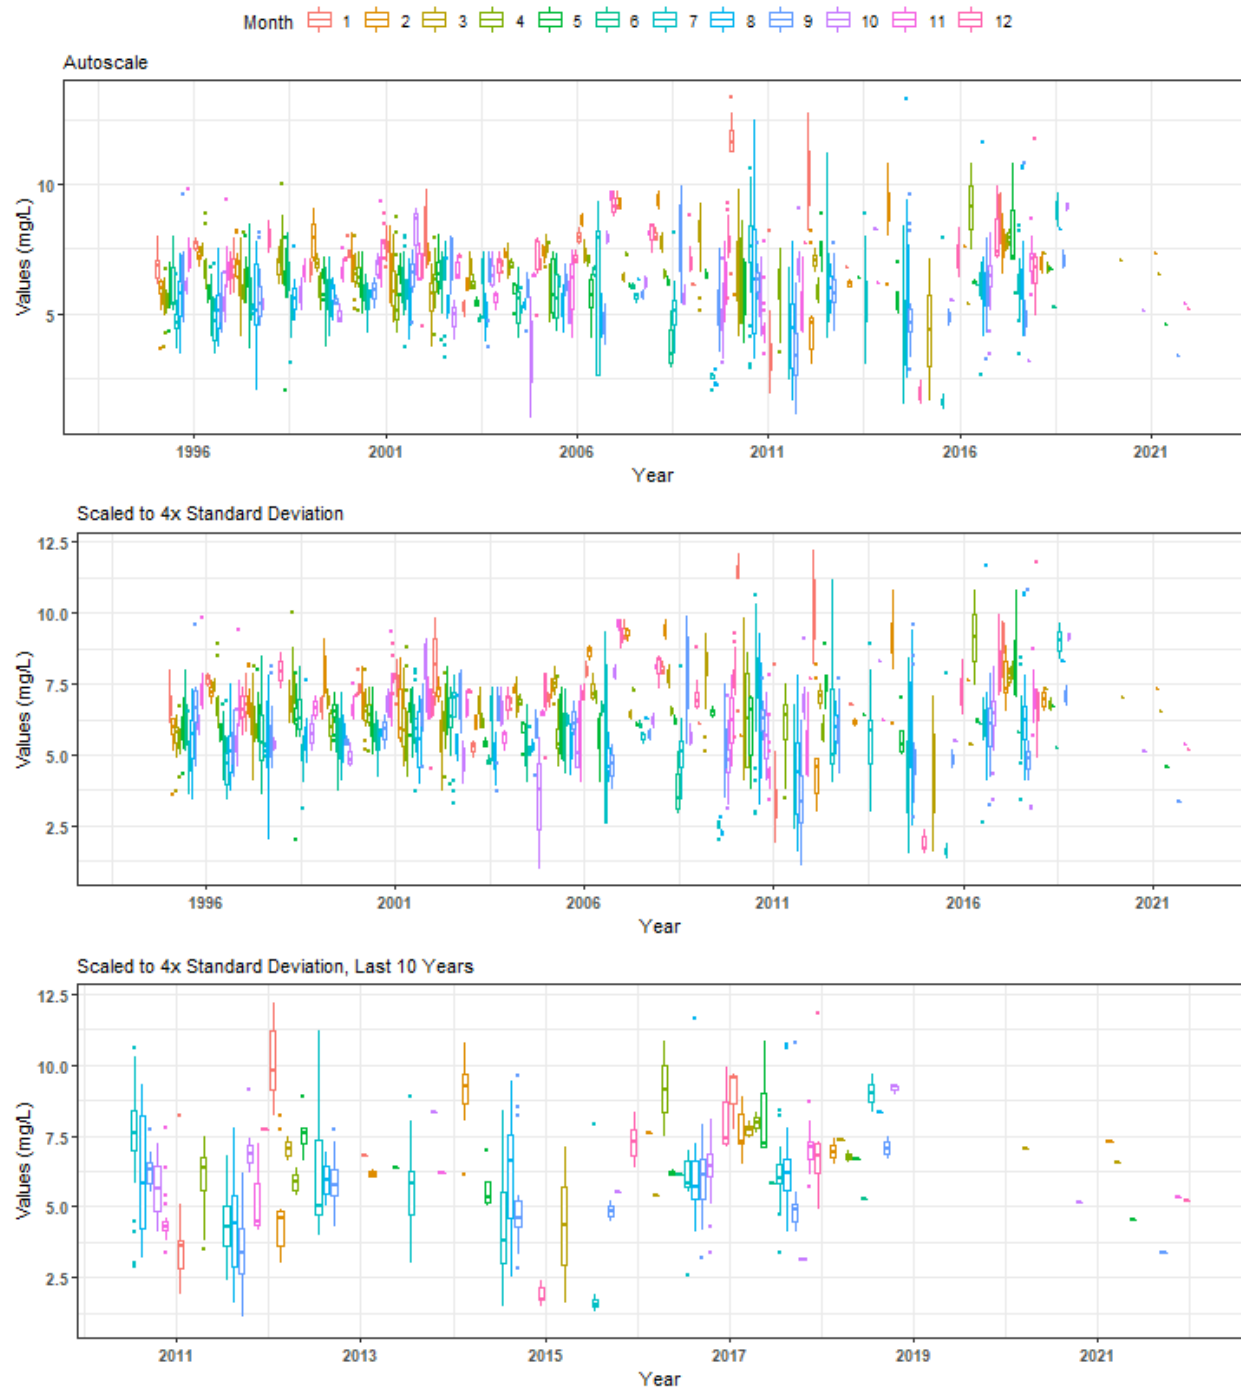 Month 1 2 3 4 5 6 7 8 9 10 11 12
Autoscale
Values (mg/L)
10
5
1996 2001 2006 2011 2016 2021
Year
Scaled to 4x Standard Deviation
Values (mg/L)
12.5
10.0
7.5
5.0
2.5
1996 2001 2006 2011 2016 2021
Year
Scaled to 4x Standard Deviation, Last 10 Years
Values (mg/L)
12.5
10.0
7.5
5.0
2.5
2011 2013 2015 2017 2019 2021
Year